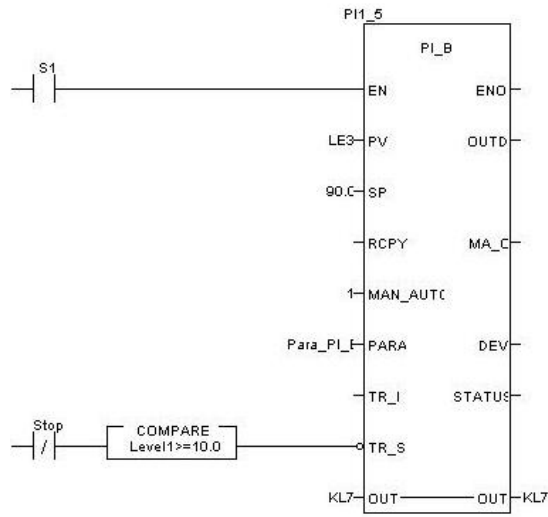 PI1_5
PI_B
S1
EN ENO
LE3 PV OUTD
90.0 SP
RCPY MA_C
1 MAN_AUTC
Para_PI_E PARA DEV
TR_I STATUS
Stop
COMPARE
Level1>=10.0
TR_S
KL7 OUT OUT KL7